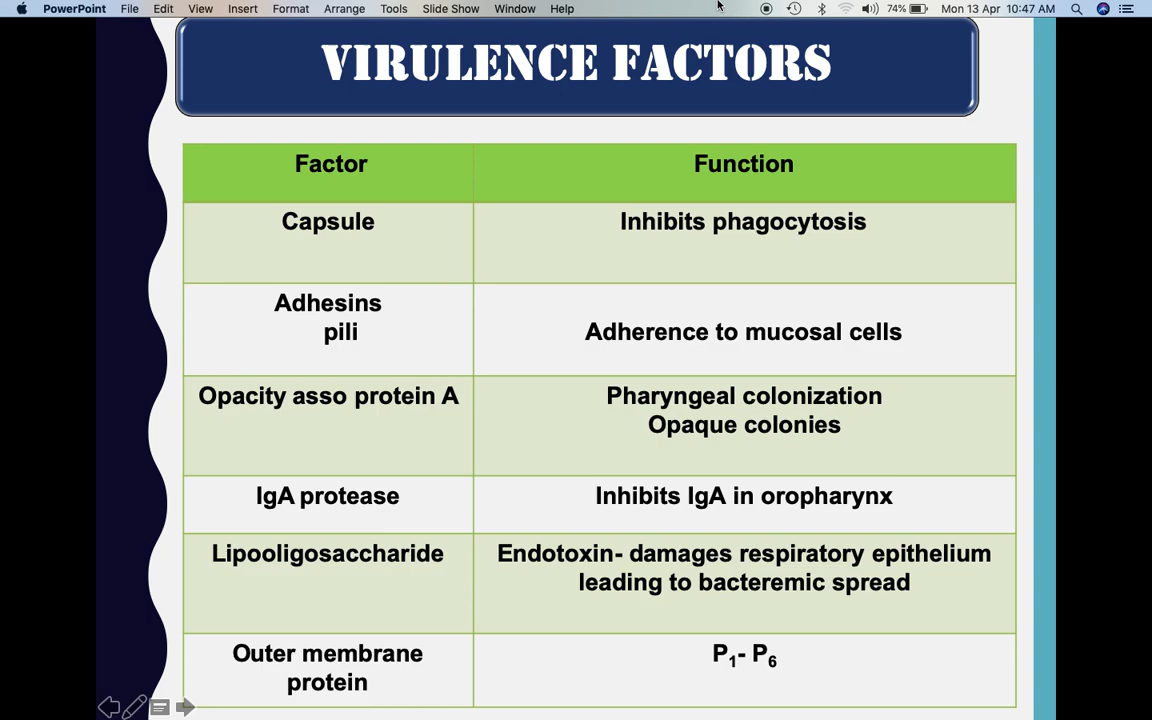 PowerPoint File Edit View Insert Format Arrange Tools Slide Show Window Help 74% Mon 13 Apr 10:47 AM
VIRULENCE FACTORS
Factor Function
Capsule Inhibits phagocytosis
Adhesins
pili Adherence to mucosal cells
Opacity asso protein A Pharyngeal colonization
Opaque colonies
IgA protease Inhibits IgA in oropharynx
Lipooligosaccharide Endotoxin- damages respiratory epithelium
leading to bacteremic spread
Outer membrane P1- P6
protein